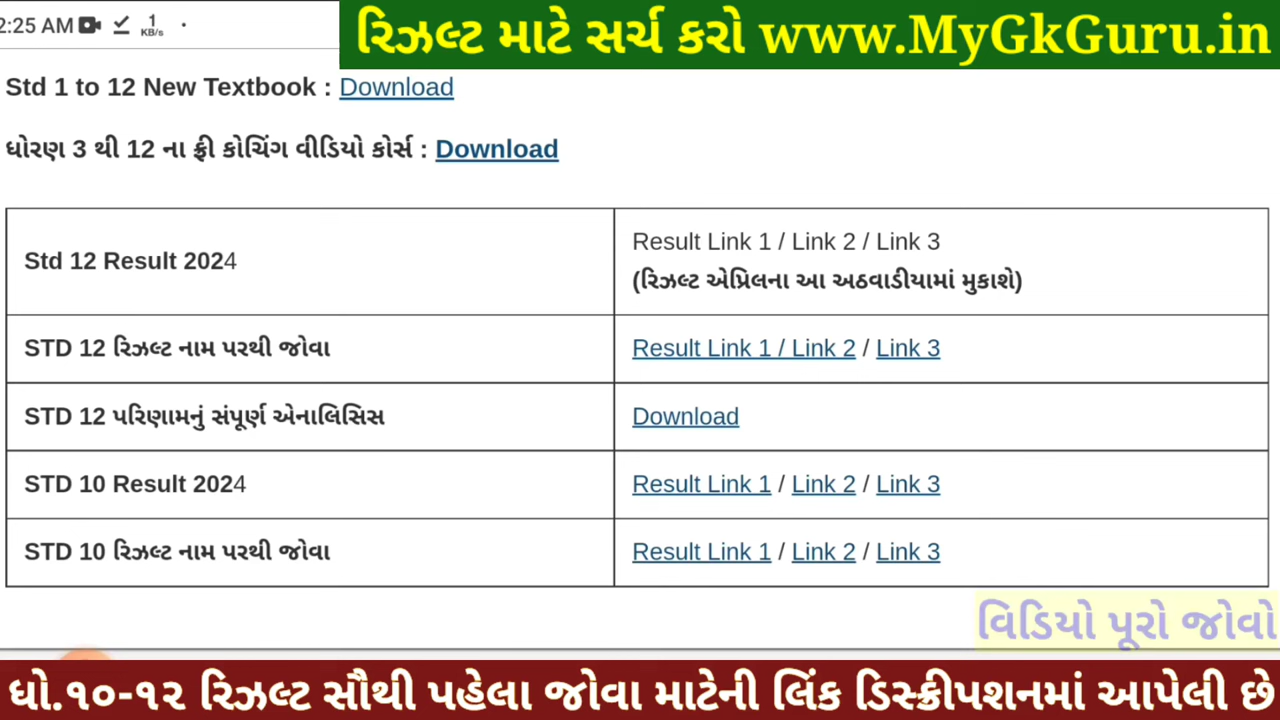 2:25 AM 1 KB/s
રિઝલ્ટ માટે સર્ચ કરો www.MyGkGuru.in
Std 1 to 12 New Textbook : Download
ધોરણ 3 થી 12 ના ફ્રી કોચિંગ વીડિયો કોર્સ : Download
Std 12 Result 2024
Result Link 1 / Link 2 / Link 3
(રિઝલ્ટ એપ્રિલના આ અઠવાડીયામાં મુકાશે)
STD 12 રિઝલ્ટ નામ પરથી જોવા
Result Link 1 / Link 2 / Link 3
STD 12 પરિણામનું સંપૂર્ણ એનાલિસિસ
Download
STD 10 Result 2024
Result Link 1 / Link 2 / Link 3
STD 10 રિઝલ્ટ નામ પરથી જોવા
Result Link 1 / Link 2 / Link 3
વિડિયો પૂરો જોવો
ધો.૧૦-૧૨ રિઝલ્ટ સૌથી પહેલા જોવા માટેની લિંક ડિસ્ક્રીપશનમાં આપેલી છે